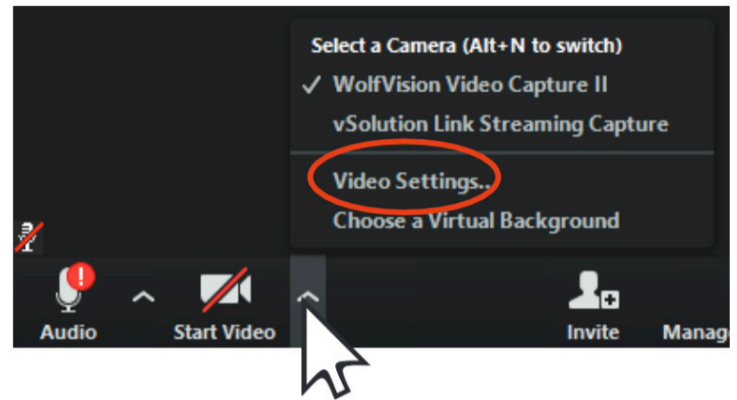 Select a Camera (Alt+N to switch)
WolfVision Video Capture II
vSolution Link Streaming Capture
Video Settings..
Choose a Virtual Background
Audio
Start Video
Invite
Manag